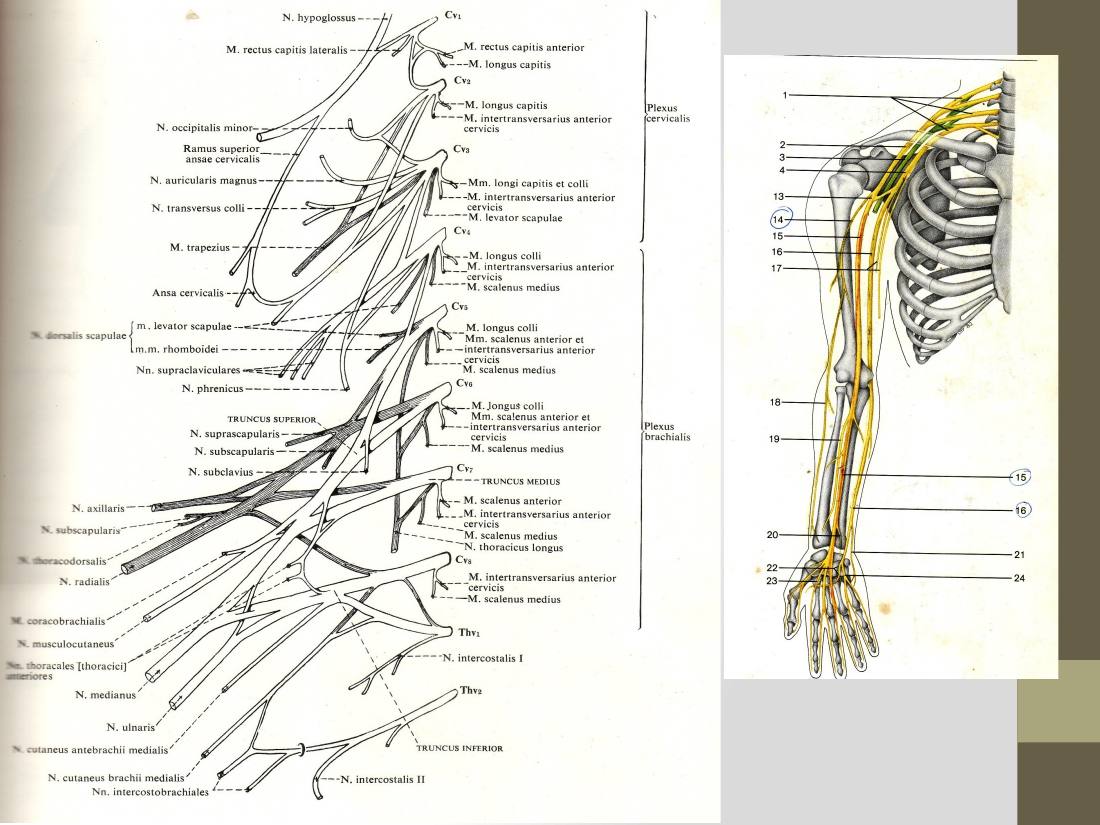 N. hypoglossus
Cv1
M. rectus capitis lateralis
M. rectus capitis anterior
M. longus capitis
Cv2
M. longus capitis
M. intertransversarius anterior
cervicis
Plexus
cervicalis
N. occipitalis minor
Ramus superior
ansae cervicalis
Cv3
N. auricularis magnus
Mm. longi capitis et colli
M. intertransversarius anterior
cervicis
N. transversus colli
M. levator scapulae
Cv4
M. trapezius
M. longus colli
M. intertransversarius anterior
cervicis
M. scalenus medius
Ansa cervicalis
Cv5
N. dorsalis scapulae
m. levator scapulae
m.m. rhomboidei
M. longus colli
Mm. scalenus anterior et
intertransversarius anterior
cervicis
M. scalenus medius
Nn. supraclaviculares
N. phrenicus
Cv6
TRUNCUS SUPERIOR
M. longus colli
Mm. scalenus anterior et
intertransversarius anterior
cervicis
M. scalenus medius
Plexus
brachialis
N. suprascapularis
N. subscapularis
N. subclavius
Cv7
TRUNCUS MEDIUS
M. scalenus anterior
M. intertransversarius anterior
cervicis
M. scalenus medius
N. thoracicus longus
N. axillaris
N. subscapularis
N. thoracodorsalis
N. radialis
Cv8
M. intertransversarius anterior
cervicis
M. scalenus medius
M. coracobrachialis
N. musculocutaneus
Thv1
Nn. thoracales [thoracici]
anteriores
N. intercostalis I
N. medianus
Thv2
N. ulnaris
N. cutaneus antebrachii medialis
TRUNCUS INFERIOR
N. cutaneus brachii medialis
Nn. intercostobrachiales
N. intercostalis II
1
2
3
4
13
14
15
16
17
18
19
15
16
20
21
22
23
24